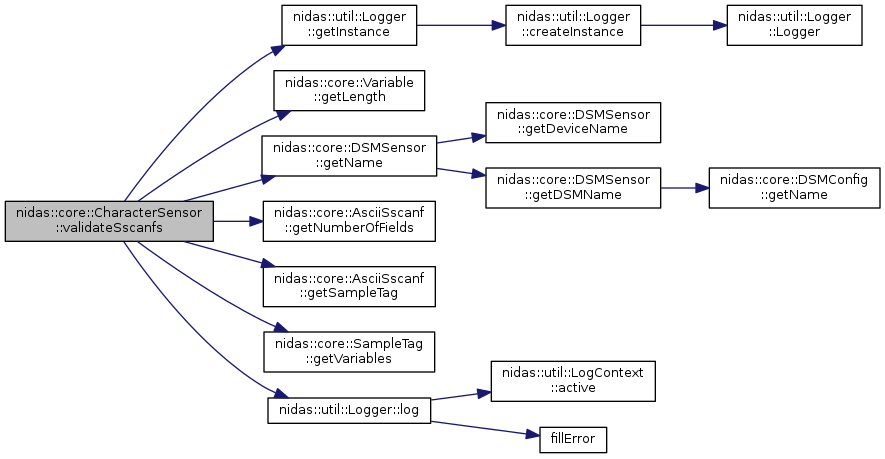 nidas::core::CharacterSensor
::validateSscanfs
nidas::util::Logger
::getInstance
nidas::util::Logger
::createInstance
nidas::util::Logger
::Logger
nidas::core::Variable
::getLength
nidas::core::DSMSensor
::getName
nidas::core::DSMSensor
::getDeviceName
nidas::core::DSMSensor
::getDSMName
nidas::core::DSMConfig
::getName
nidas::core::AsciiSscanf
::getNumberOfFields
nidas::core::AsciiSscanf
::getSampleTag
nidas::core::SampleTag
::getVariables
nidas::util::Logger::log
nidas::util::LogContext
::active
fillError